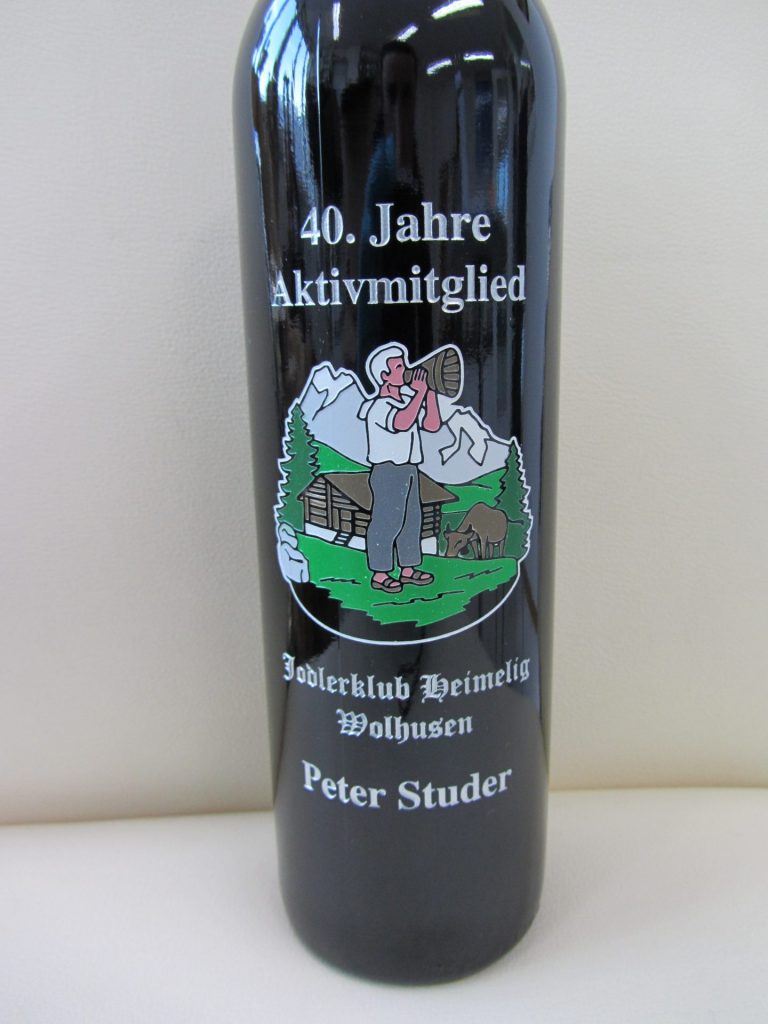 40. Jahre
Aktivmitglied
Jodlerklub Heimelig
Wolhusen
Peter Studer